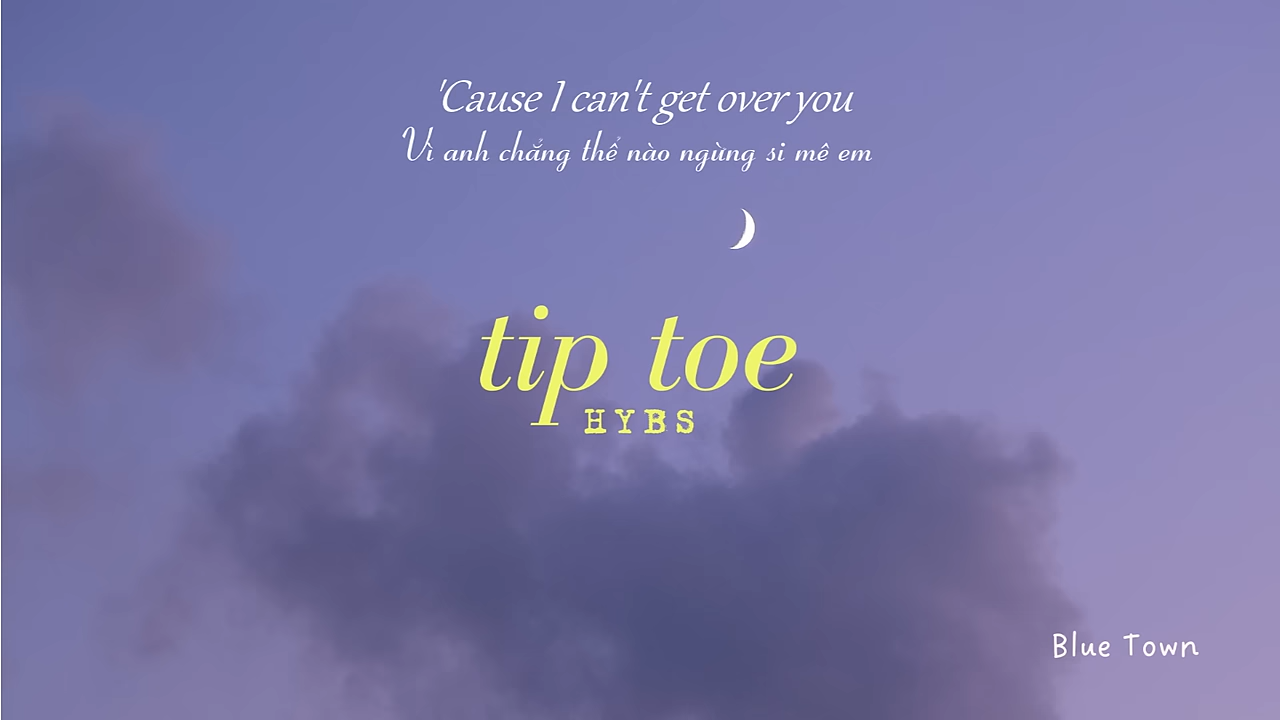 'Cause I can't get over you
Vì anh chẳng thể nào ngừng si mê em
tip toe
HYBS
Blue Town